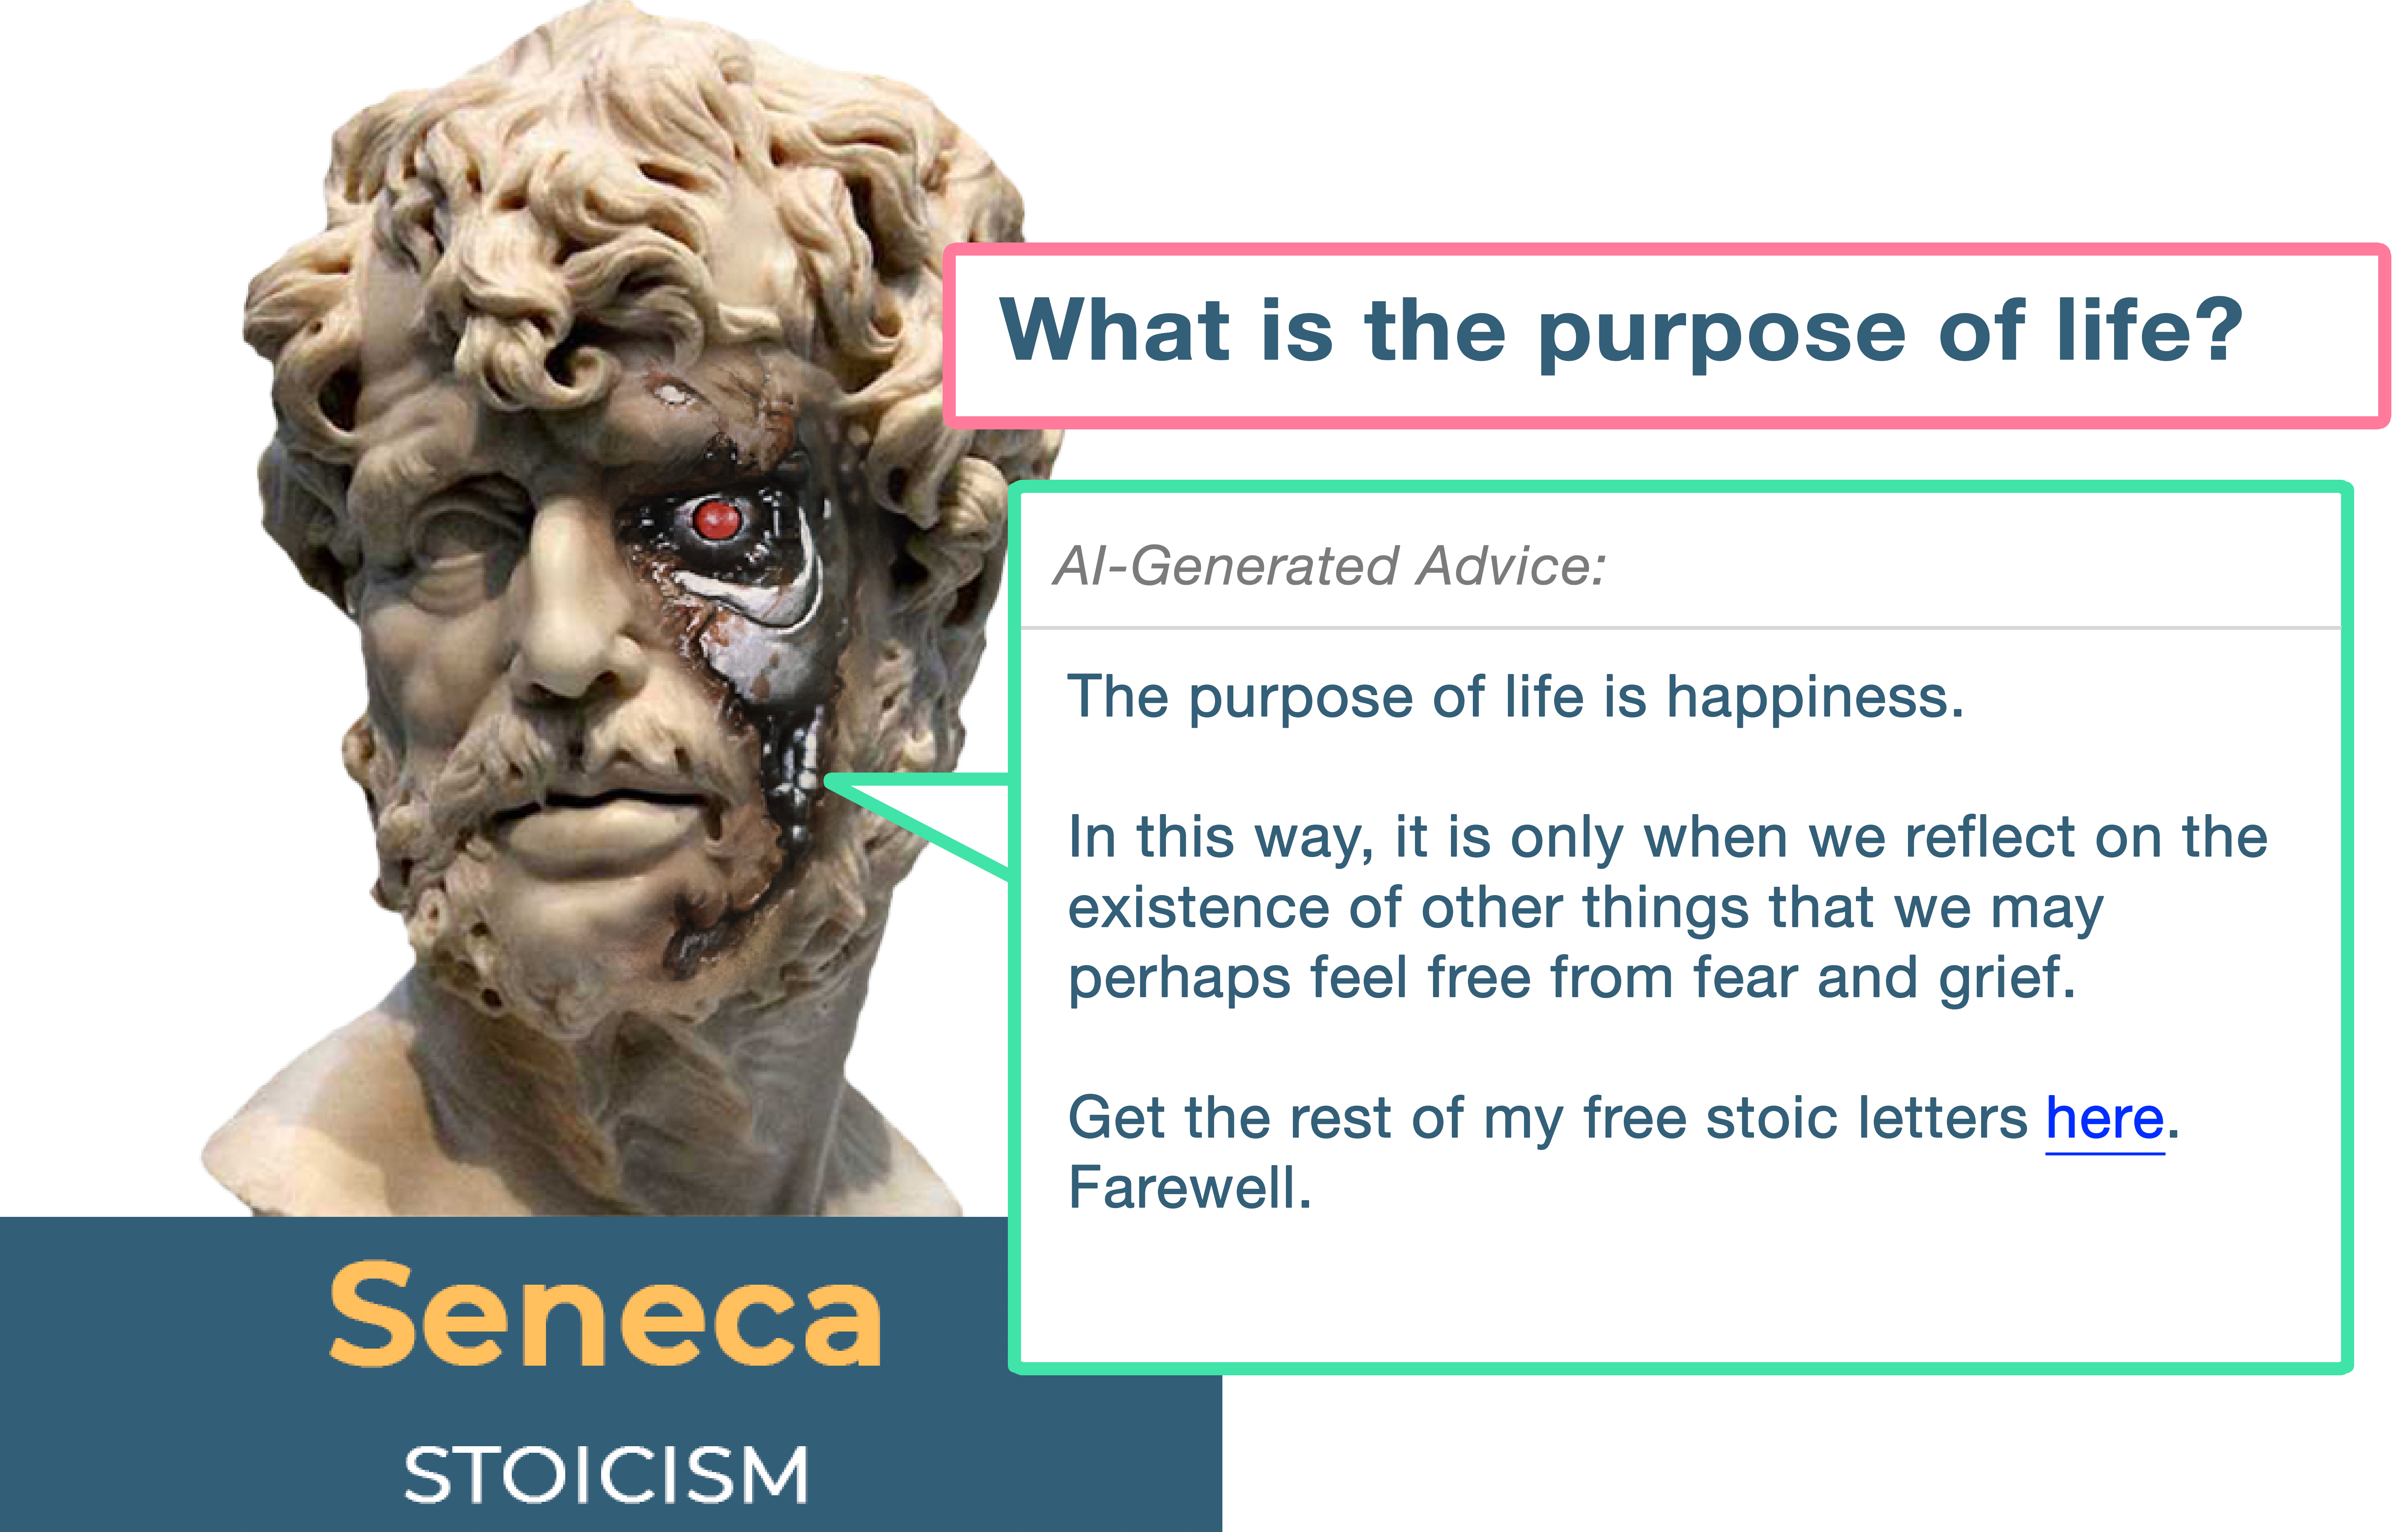 What is the purpose of life?
AI-Generated Advice:
The purpose of life is happiness.
In this way, it is only when we reflect on the
existence of other things that we may
perhaps feel free from fear and grief.
Get the rest of my free stoic letters here.
Farewell.
Seneca
STOICISM